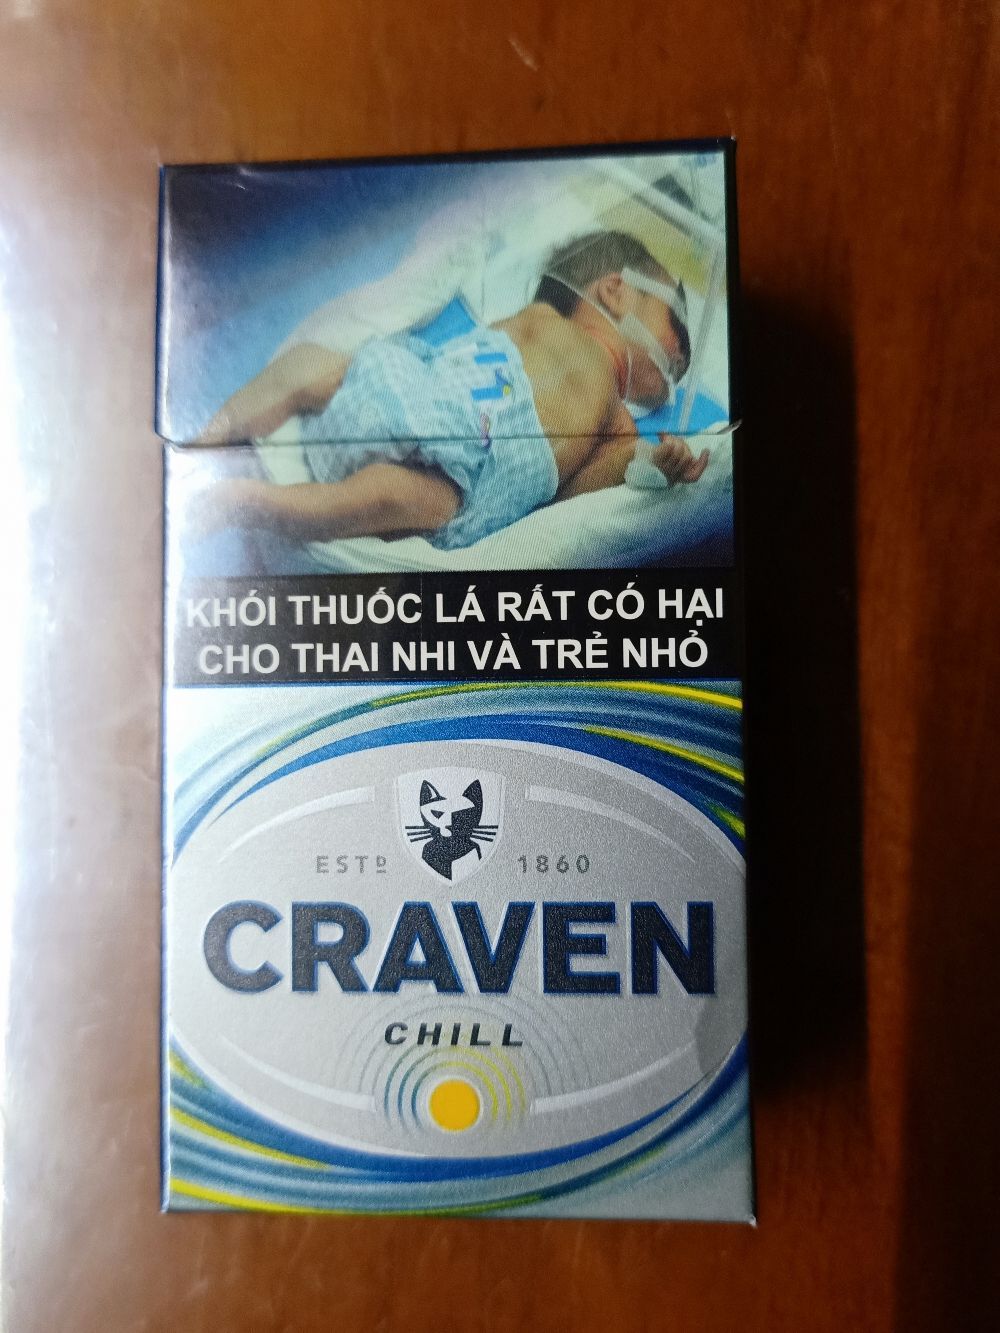 KHÓI THUỐC LÁ RẤT CÓ HẠI
CHO THAI NHI VÀ TRẺ NHỎ
ESTD 1860
CRAVEN
CHILL